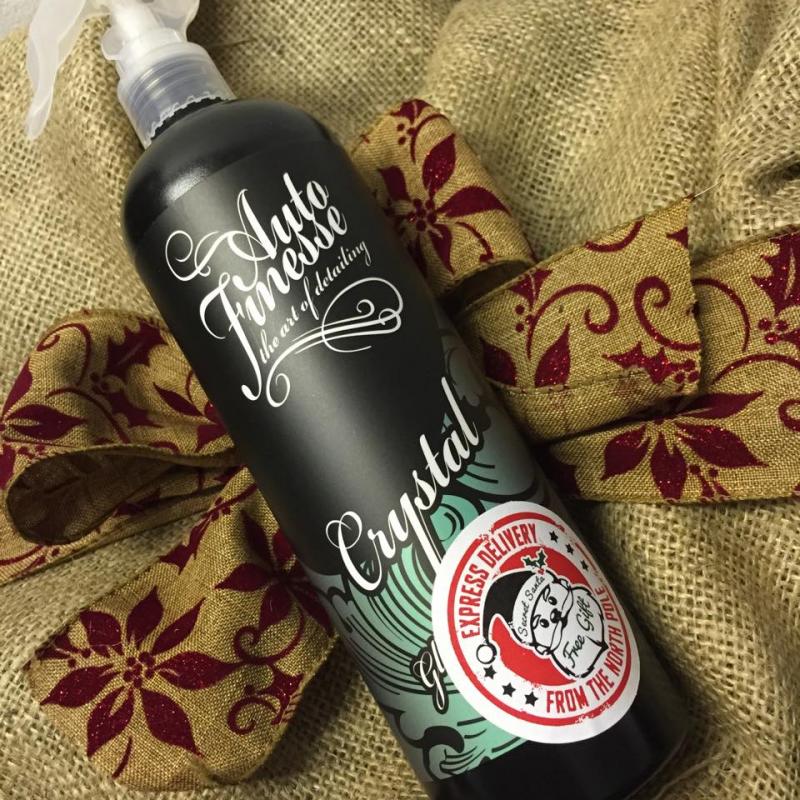 Auto
Finesse
the art of detailing
Crystal
EXPRESS DELIVERY
Secret Santa
Free Gift
FROM THE NORTH POLE